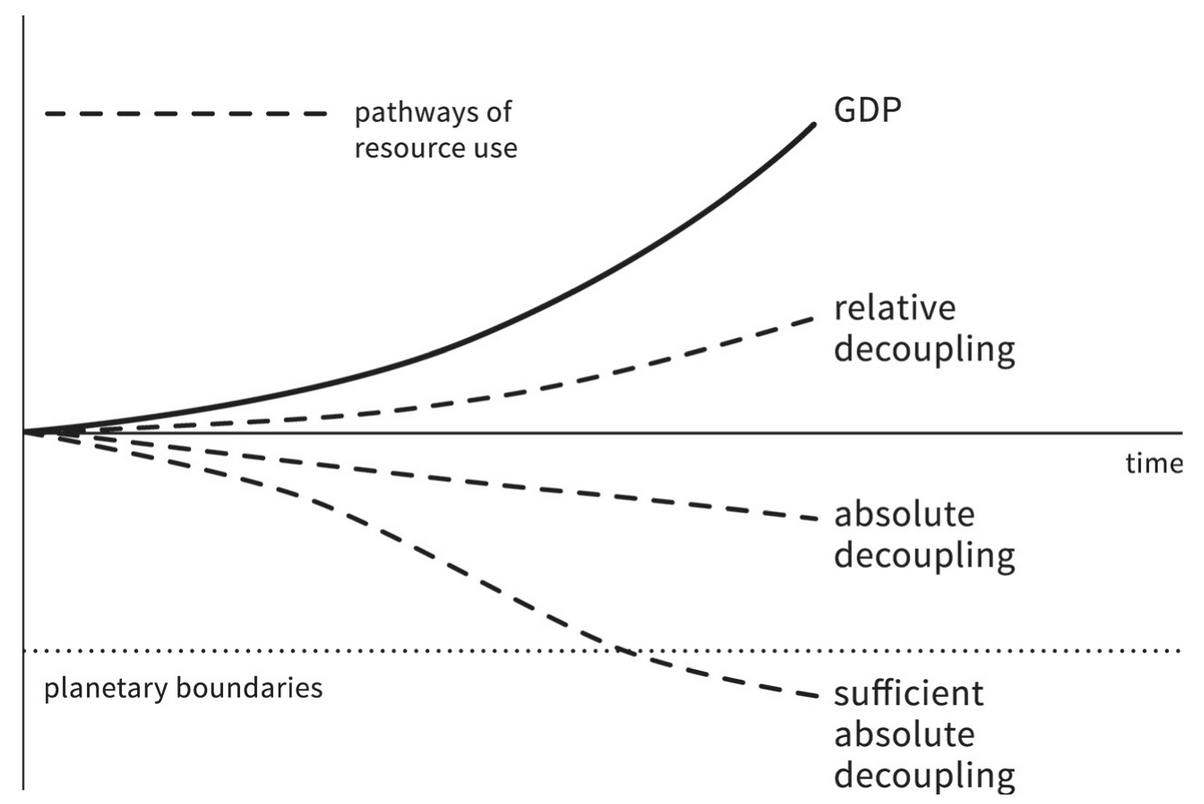 pathways of
resource use
GDP
relative
decoupling
time
absolute
decoupling
planetary boundaries
sufficient
absolute
decoupling